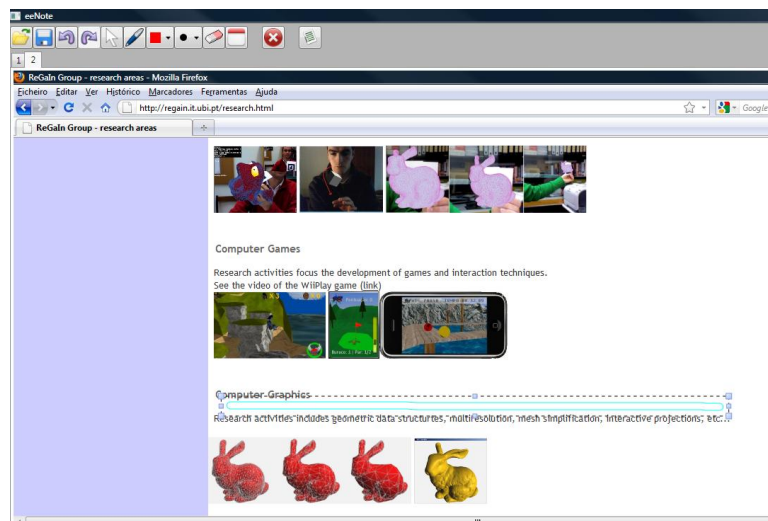 eeNote
1 2
ReGaIn Group - research areas - Mozilla Firefox
Ficheiro Editar Ver Histórico Marcadores Ferramentas Ajuda
http://regain.it.ubi.pt/research.html
Google
ReGaIn Group - research areas
Computer Games
Research activities focus the development of games and interaction techniques.
See the video of the WiiPlay game (link)
Computer Graphics
Research activities includes geometric data structurtes, multiresolution, mesh simplification, interactive projections, etc...